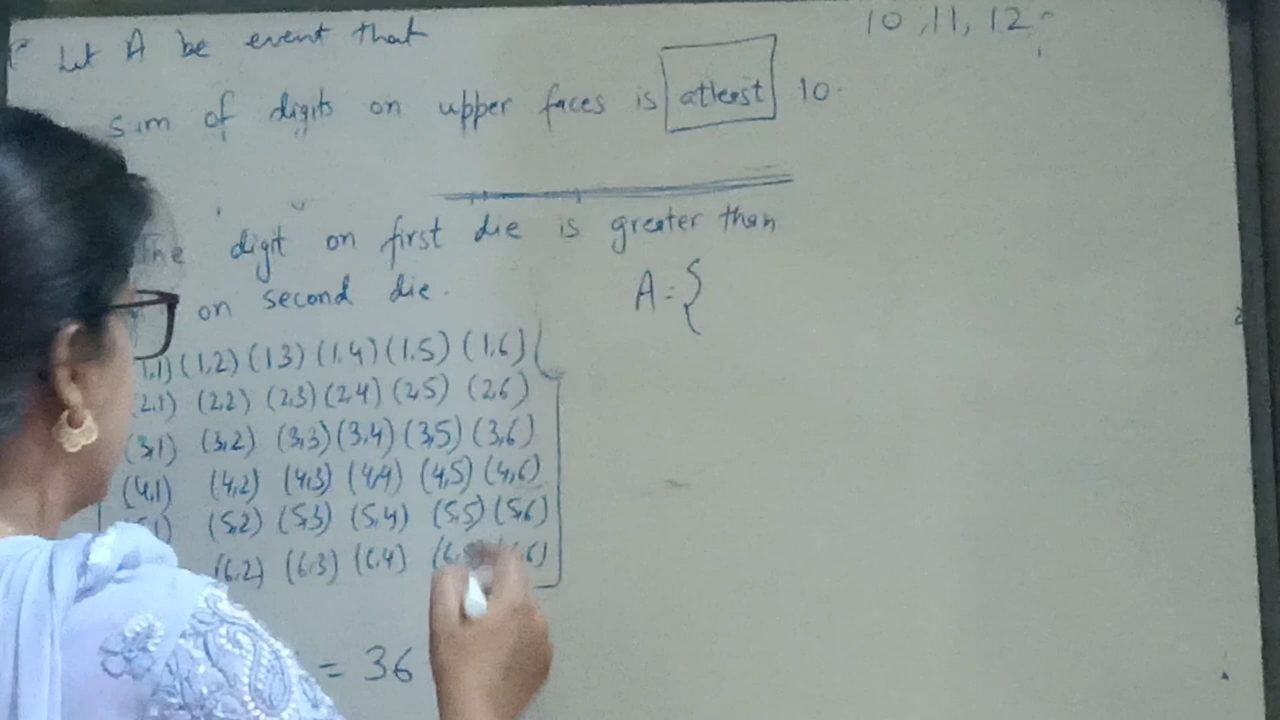 Let A be event that
10, 11, 12
sum of digits on upper faces is atleast 10.
The digit on first die is greater than
on second die.
A = {
1,1) (1,2) (1,3) (1,4) (1,5) (1,6)
2,1) (2,2) (2,3) (2,4) (2,5) (2,6)
(3,1) (3,2) (3,3) (3,4) (3,5) (3,6)
(4,1) (4,2) (4,3) (4,4) (4,5) (4,6)
1) (5,2) (5,3) (5,4) (5,5) (5,6)
(6,2) (6,3) (6,4) (6, 6)
= 36